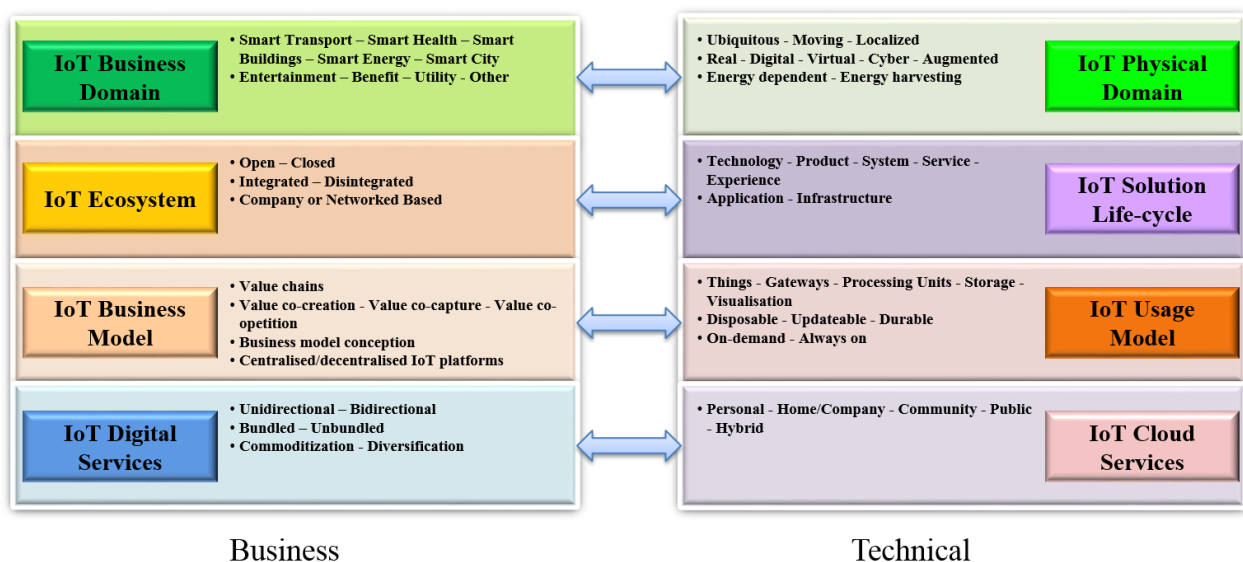 IoT Business
Domain
• Smart Transport – Smart Health – Smart
Buildings – Smart Energy – Smart City
• Entertainment – Benefit – Utility - Other
• Ubiquitous - Moving - Localized
• Real - Digital - Virtual - Cyber - Augmented
• Energy dependent - Energy harvesting
IoT Physical
Domain
IoT Ecosystem
• Open – Closed
• Integrated – Disintegrated
• Company or Networked Based
• Technology - Product - System - Service -
Experience
• Application - Infrastructure
IoT Solution
Life-cycle
IoT Business
Model
• Value chains
• Value co-creation - Value co-capture - Value co-
opetition
• Business model conception
• Centralised/decentralised IoT platforms
• Things - Gateways - Processing Units - Storage -
Visualisation
• Disposable - Updateable - Durable
• On-demand - Always on
IoT Usage
Model
IoT Digital
Services
• Unidirectional – Bidirectional
• Bundled – Unbundled
• Commoditization - Diversification
• Personal - Home/Company - Community - Public
- Hybrid
IoT Cloud
Services
Business
Technical